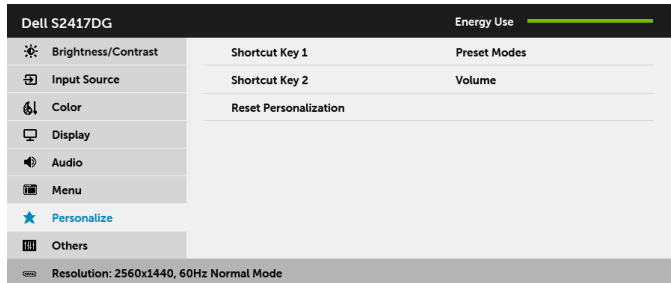 Dell S2417DG
Energy Use
Brightness/Contrast
Shortcut Key 1
Preset Modes
Input Source
Shortcut Key 2
Volume
Color
Reset Personalization
Display
Audio
Menu
Personalize
Others
Resolution: 2560x1440, 60Hz Normal Mode